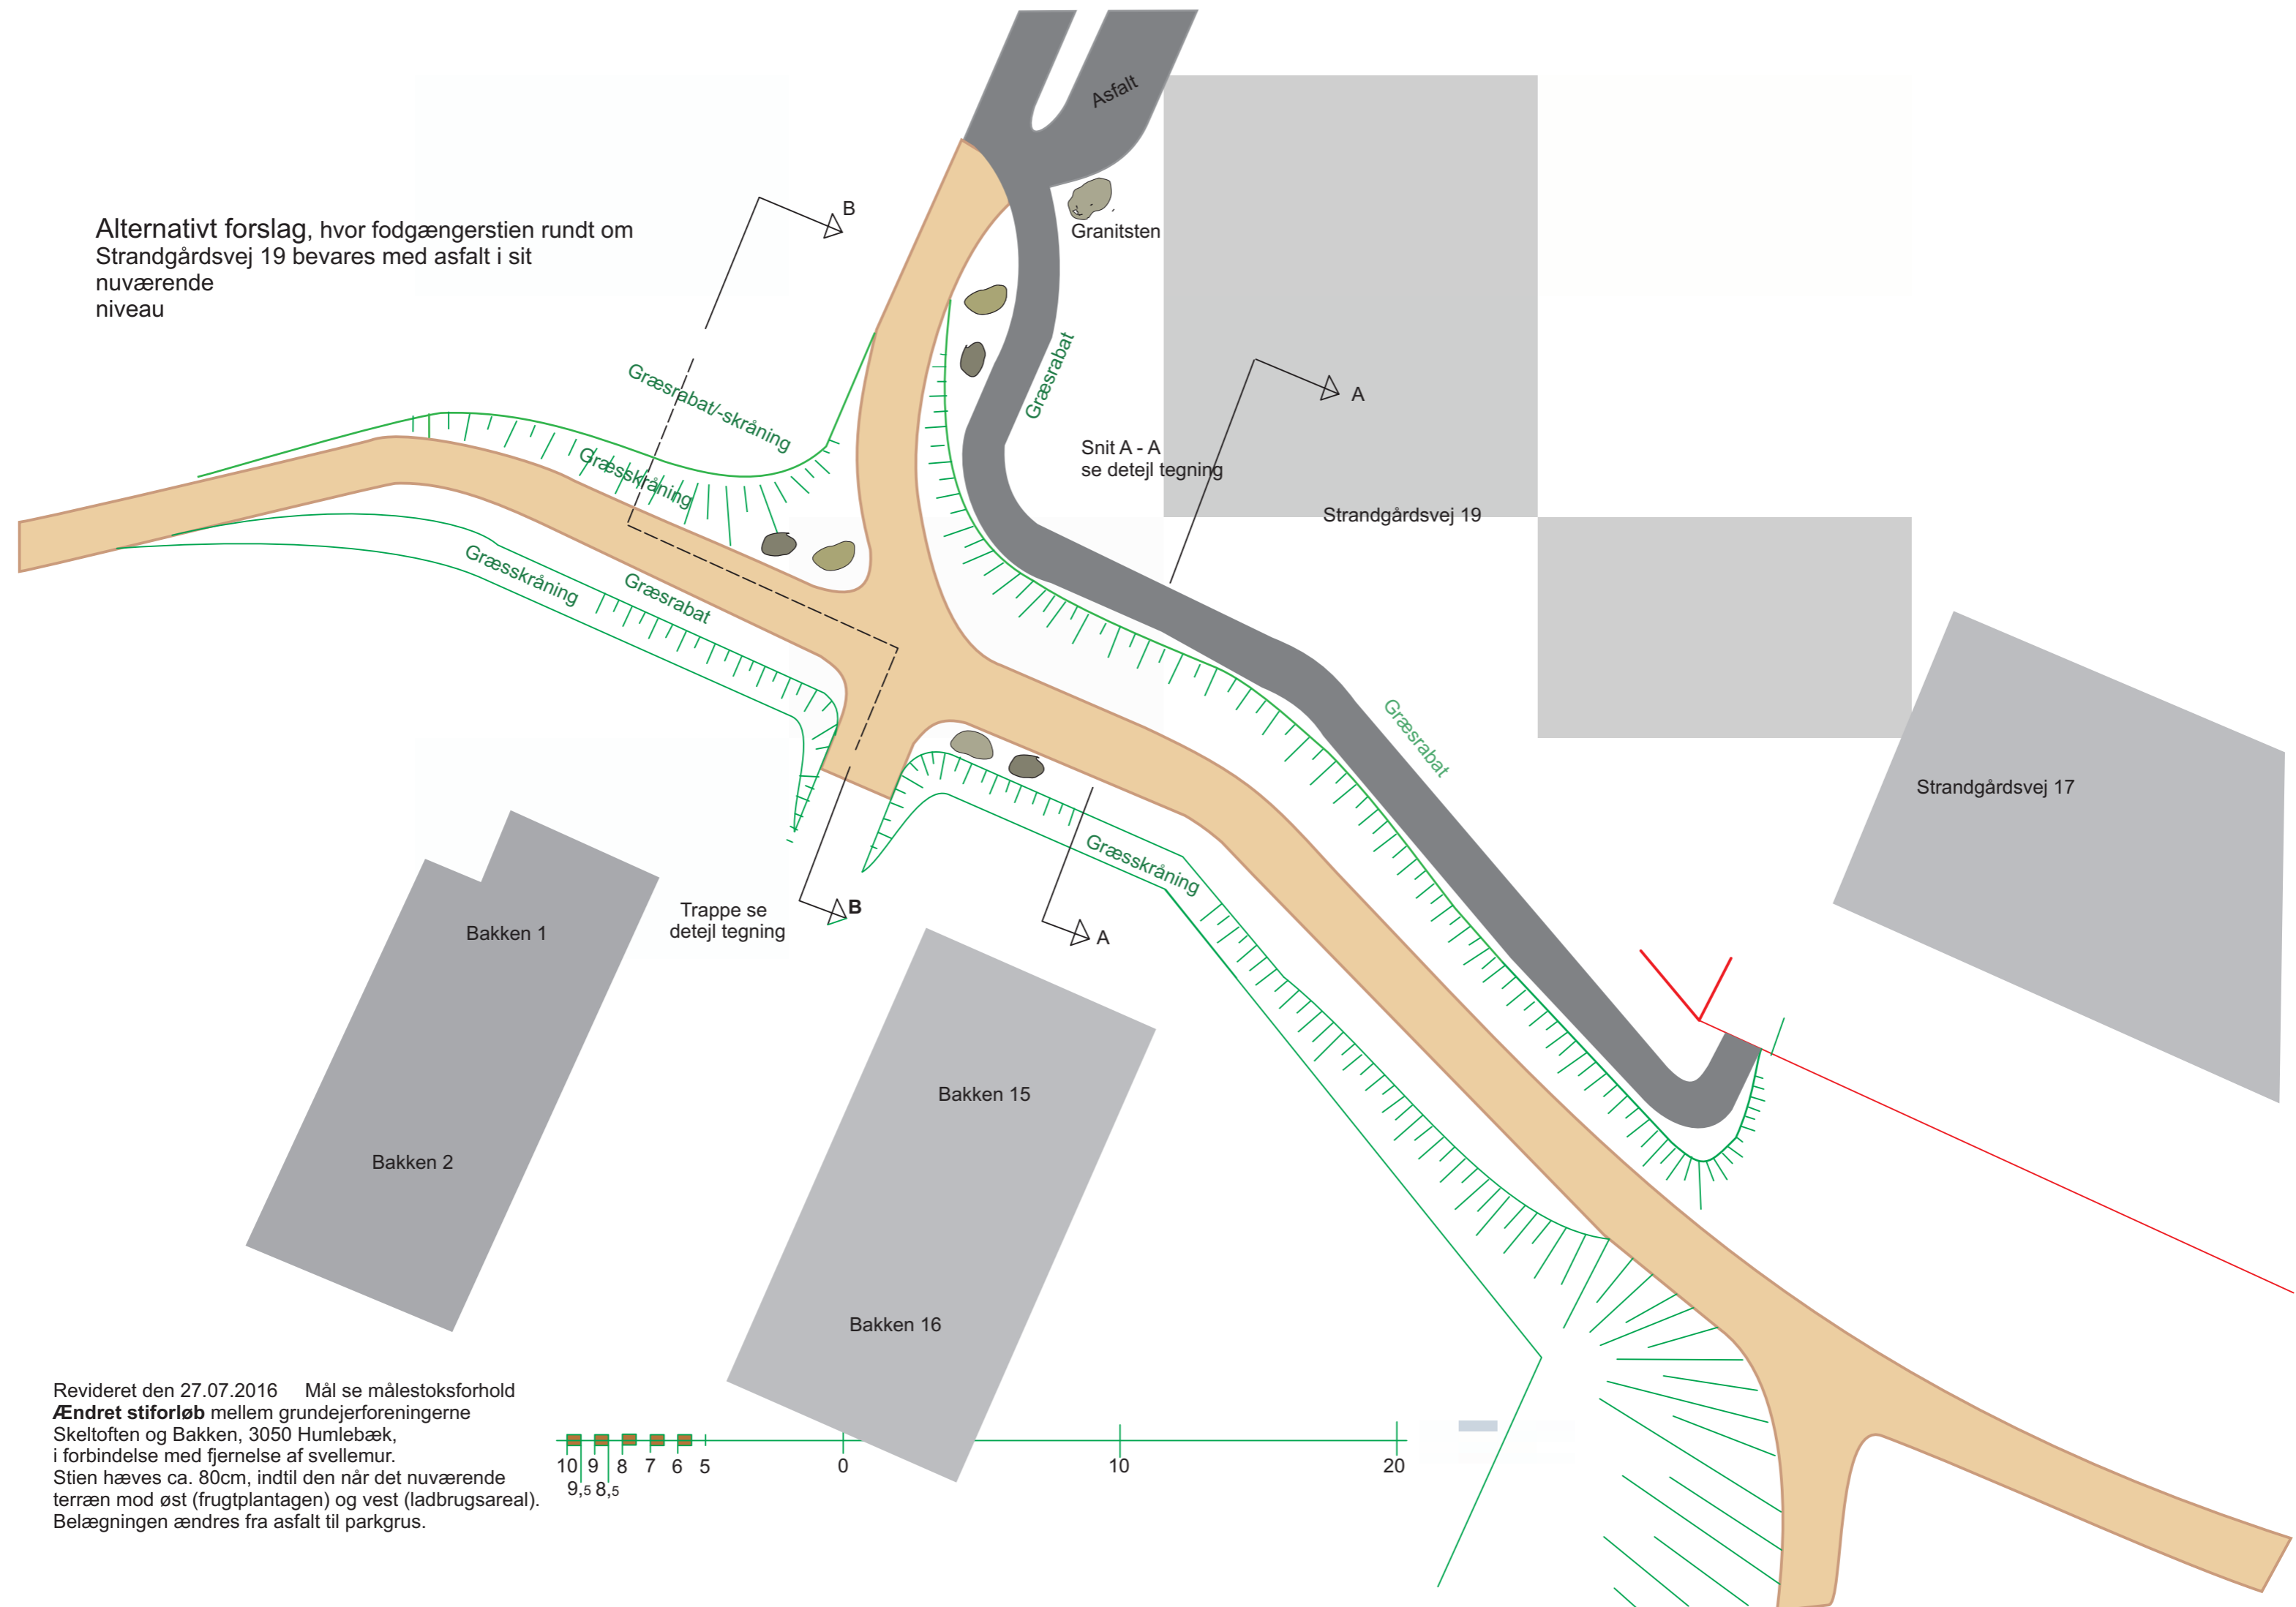 Asfalt
B
Granitsten
Alternativt forslag, hvor fodgængerstien rundt om
Strandgårdsvej 19 bevares med asfalt i sit
nuværende
niveau
Græsrabat
Græsrabat/-skråning
A
Græsskråning
Snit A - A
se detejl tegning
Strandgårdsvej 19
Græsskråning
Græsrabat
Græsrabat
Strandgårdsvej 17
Græsskråning
Trappe se
detejl tegning
B
A
Bakken 1
Bakken 15
Bakken 2
Bakken 16
Revideret den 27.07.2016 Mål se målestoksforhold
Ændret stiforløb mellem grundejerforeningerne
Skeltoften og Bakken, 3050 Humlebæk,
i forbindelse med fjernelse af svellemur.
Stien hæves ca. 80cm, indtil den når det nuværende
terræn mod øst (frugtplantagen) og vest (ladbrugsareal).
Belægningen ændres fra asfalt til parkgrus.
10 9 8 7 6 5 0 10 20
9,5 8,5